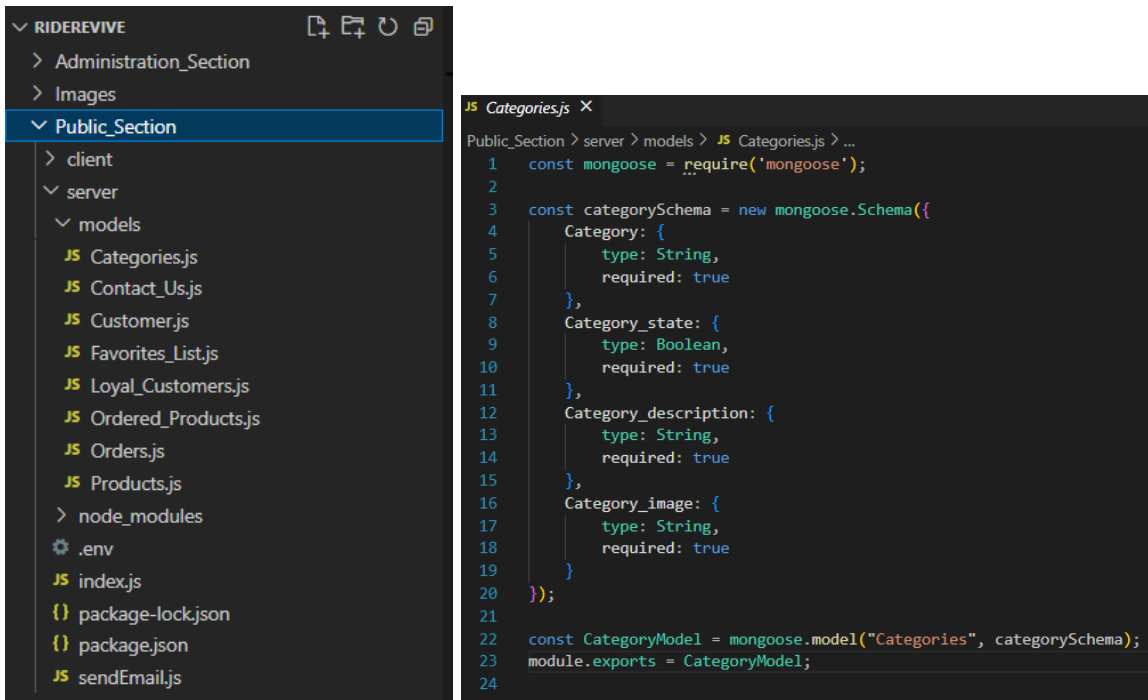 RIDEREVIVE
Administration_Section
Images
Public_Section
client
server
models
JS Categories.js
JS Contact_Us.js
JS Customer.js
JS Favorites_List.js
JS Loyal_Customers.js
JS Ordered_Products.js
JS Orders.js
JS Products.js
node_modules
.env
JS index.js
{} package-lock.json
{} package.json
JS sendEmail.js
JS Categories.js
Public_Section > server > models > JS Categories.js > ...
1 const mongoose = require('mongoose');
2
3 const categorySchema = new mongoose.Schema({
4 Category: {
5 type: String,
6 required: true
7 },
8 Category_state: {
9 type: Boolean,
10 required: true
11 },
12 Category_description: {
13 type: String,
14 required: true
15 },
16 Category_image: {
17 type: String,
18 required: true
19 }
20 });
21
22 const CategoryModel = mongoose.model("Categories", categorySchema);
23 module.exports = CategoryModel;
24